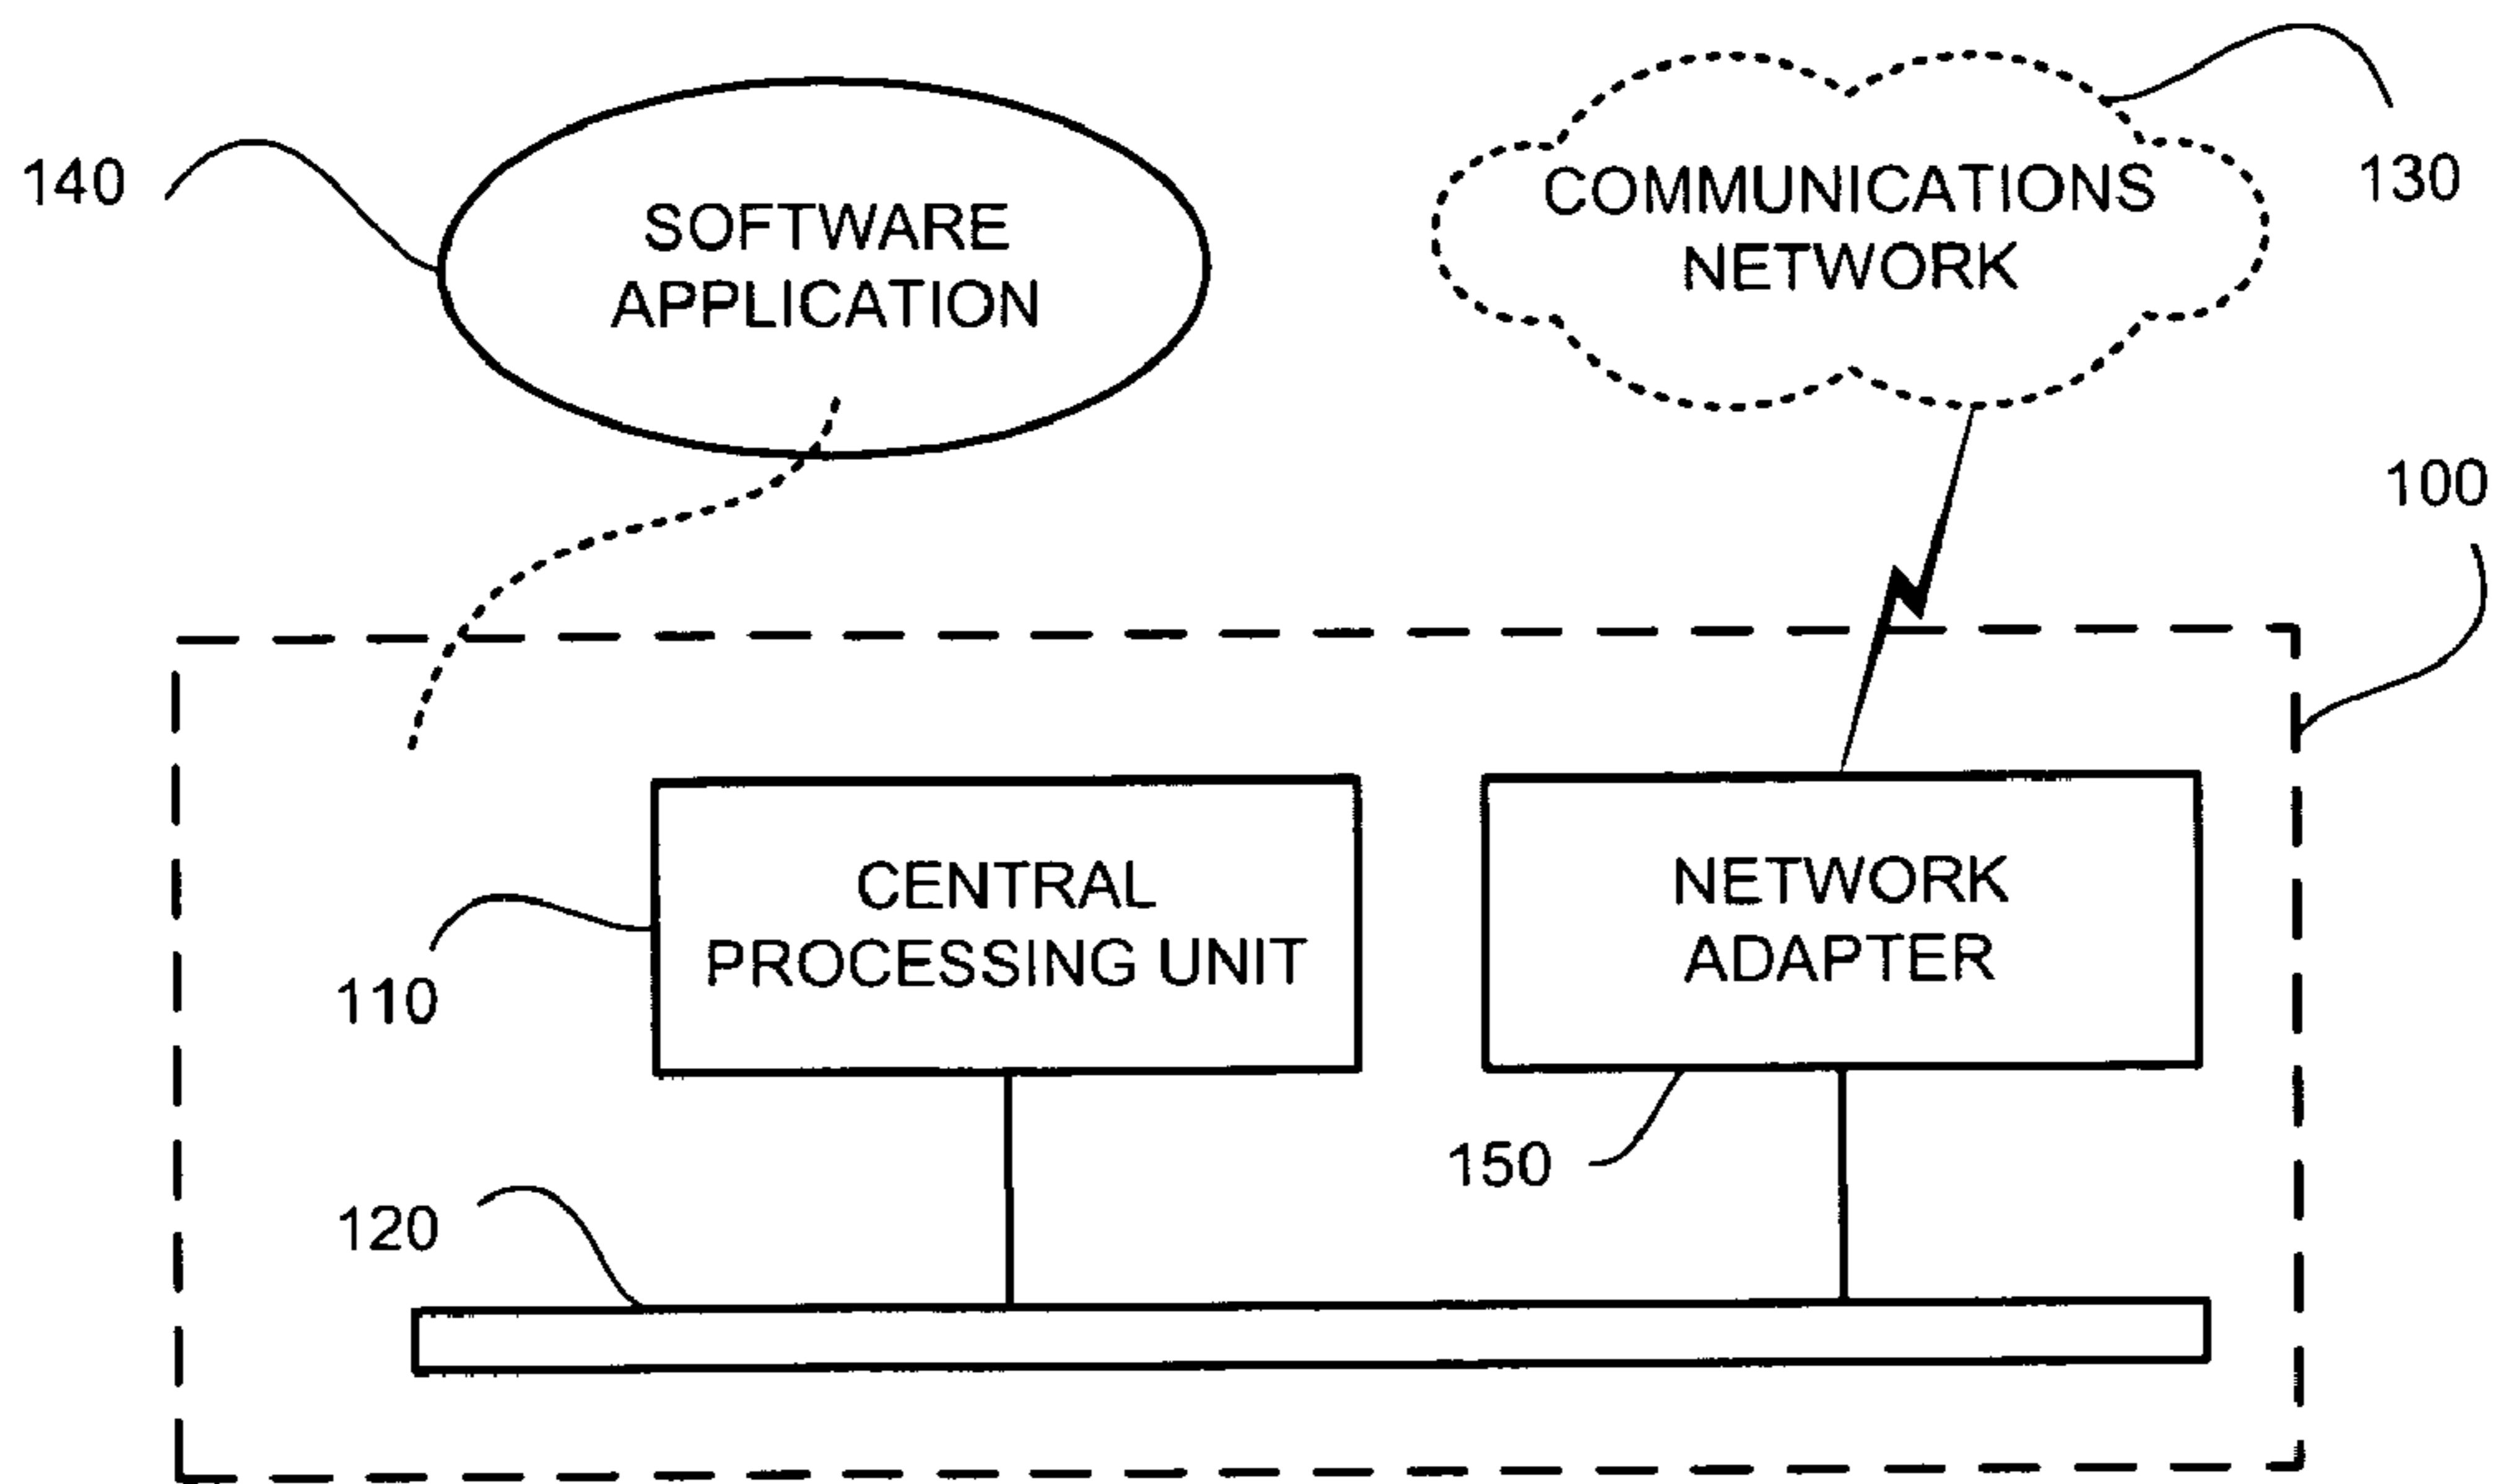 140
SOFTWARE
APPLICATION
COMMUNICATIONS
NETWORK
130
100
CENTRAL
PROCESSING UNIT
NETWORK
ADAPTER
110
150
120